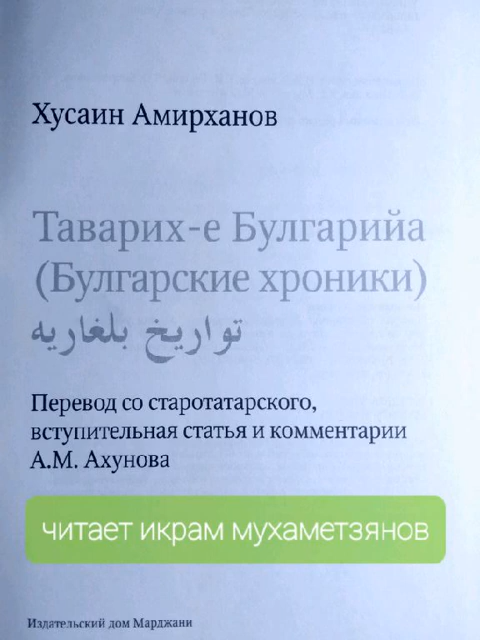 Хусаин Амирханов
Таварих-е Булгарийа
(Булгарские хроники)
تواريخ بلغاريه
Перевод со старотатарского,
вступительная статья и комментарии
А.М. Ахунова
читает икрам мухаметзянов
Издательский дом Марджани